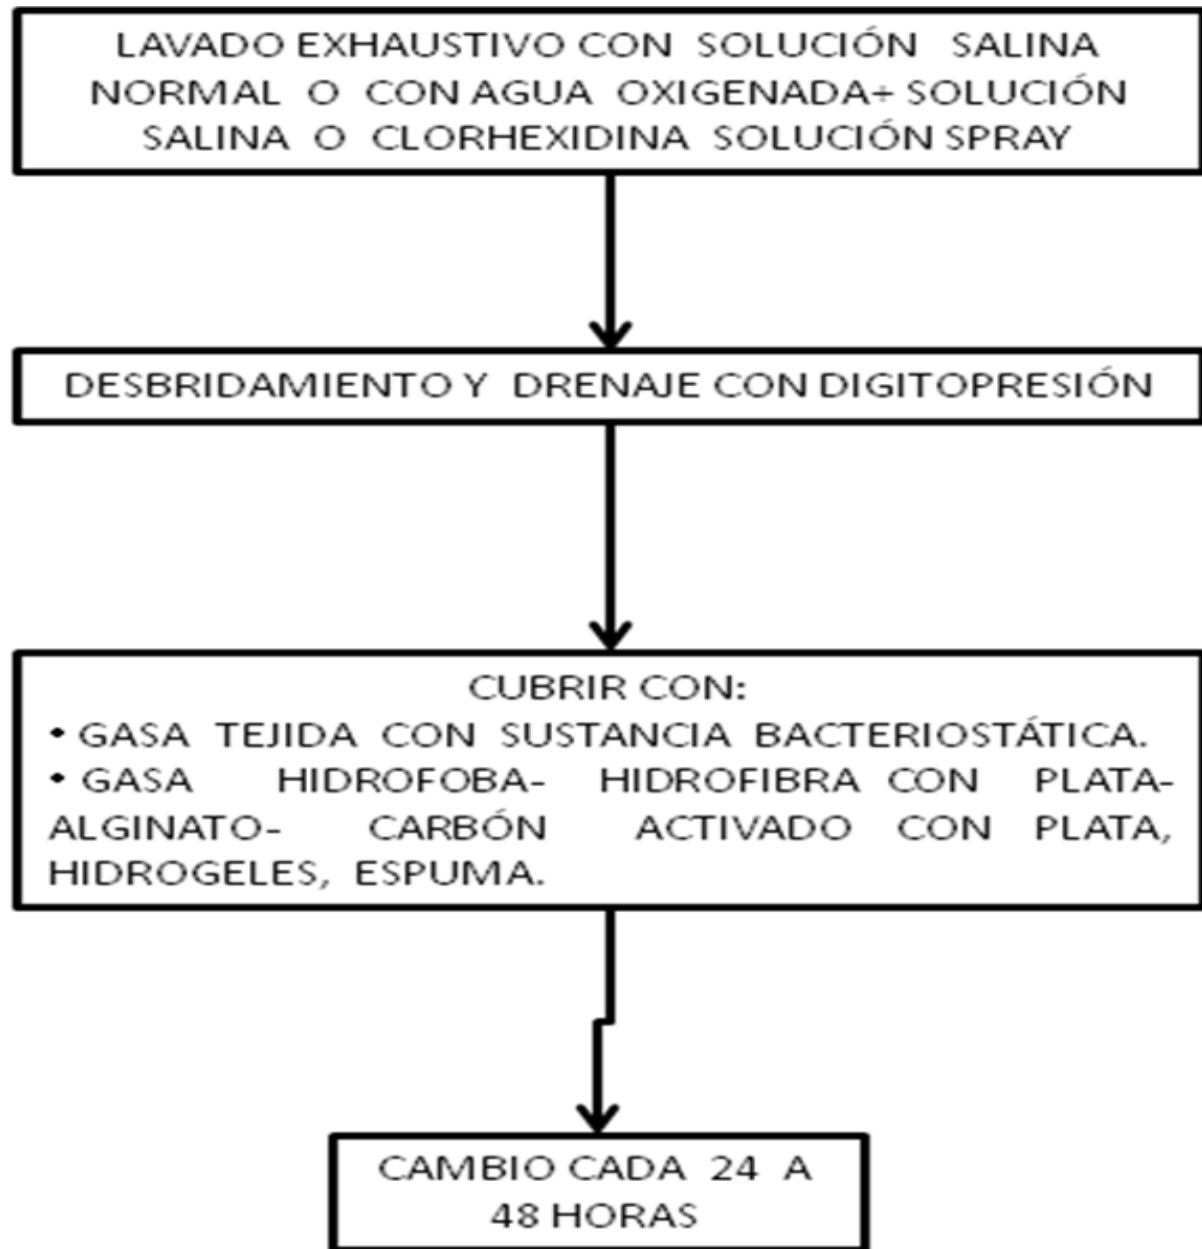 LAVADO EXHAUSTIVO CON SOLUCIÓN SALINA
NORMAL O CON AGUA OXIGENADA+ SOLUCIÓN
SALINA O CLORHEXIDINA SOLUCIÓN SPRAY
DESBRIDAMIENTO Y DRENAJE CON DIGITOPRESIÓN
CUBRIR CON:
• GASA TEJIDA CON SUSTANCIA BACTERIOSTÁTICA.
• GASA HIDROFOBA- HIDROFIBRA CON PLATA-
ALGINATO- CARBÓN ACTIVADO CON PLATA,
HIDROGELES, ESPUMA.
CAMBIO CADA 24 A
48 HORAS